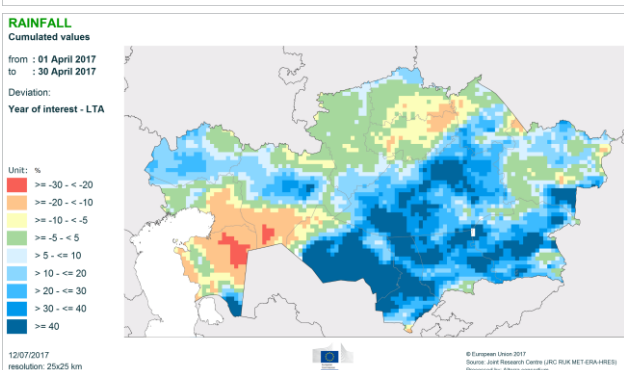 RAINFALL
Cumulated values
from : 01 April 2017
to : 30 April 2017
Deviation:
Year of interest - LTA
Unit: %
>= -30 - < -20
>= -20 - < -10
>= -10 - < -5
>= -5 - < 5
> 5 - <= 10
> 10 - <= 20
> 20 - <= 30
> 30 - <= 40
>= 40
12/07/2017
resolution: 25x25 km
© European Union 2017
Source: Joint Research Centre (JRC RUK MET-ERA-HRES)